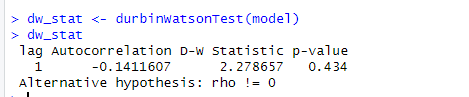 > dw_stat <- durbinWatsonTest(model)
> dw_stat
lag Autocorrelation D-W Statistic p-value
1 -0.1411607 2.278657 0.434
Alternative hypothesis: rho != 0